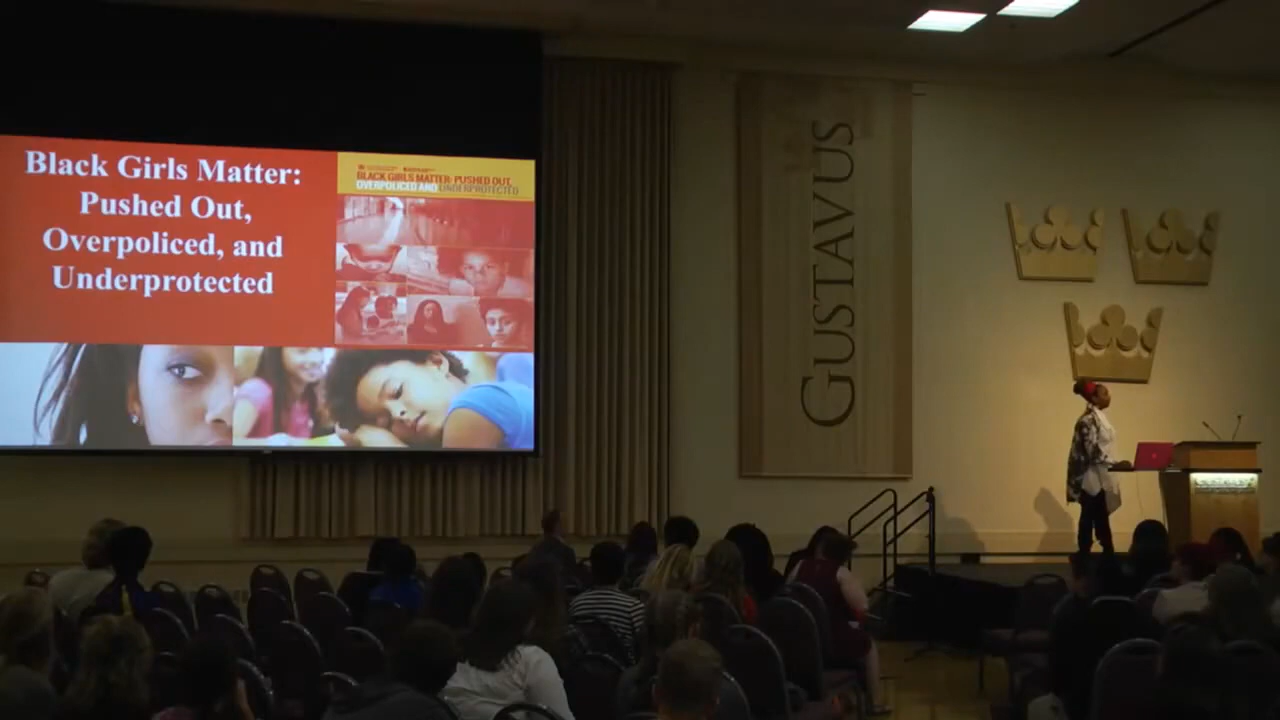 Black Girls Matter:
Pushed Out,
Overpoliced, and
Underprotected
BLACK GIRLS MATTER: PUSHED OUT,
OVERPOLICED AND UNDERPROTECTED
GUSTAVUS